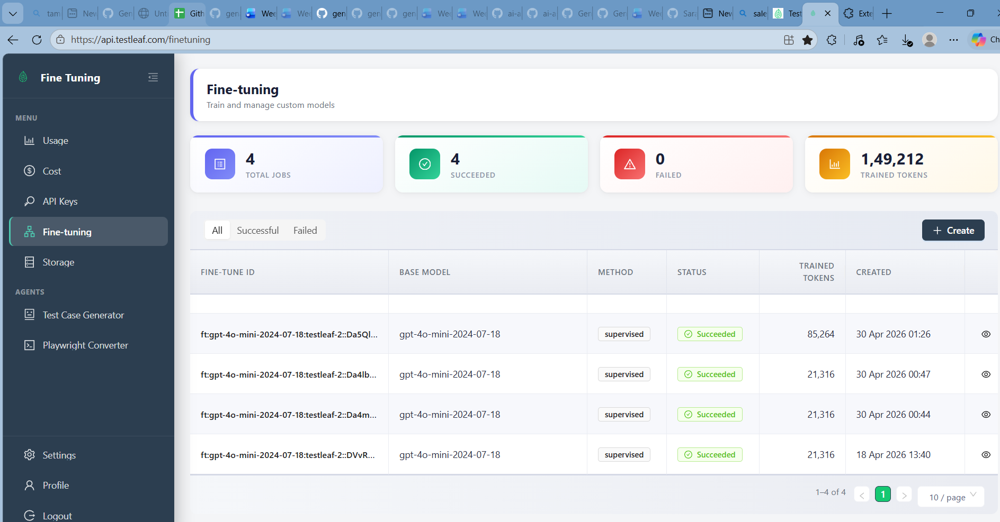 tam
New
Gen
Unt
Gith
gen
Wee
Wee
gen
gen
gen
Wee
Wee
ai-a
ai-a
Gen
Gen
Wee
Sara
New
sale
Test
Exte
https://api.testleaf.com/finetuning
Ch
Fine Tuning
MENU
Usage
Cost
API Keys
Fine-tuning
Storage
AGENTS
Test Case Generator
Playwright Converter
Settings
Profile
Logout
Fine-tuning
Train and manage custom models
4
TOTAL JOBS
4
SUCCEEDED
0
FAILED
1,49,212
TRAINED TOKENS
All Successful Failed
+ Create
FINE-TUNE ID BASE MODEL METHOD STATUS TRAINED TOKENS CREATED
ft:gpt-4o-mini-2024-07-18:testleaf-2::Da5Ql... gpt-4o-mini-2024-07-18 supervised Succeeded 85,264 30 Apr 2026 01:26
ft:gpt-4o-mini-2024-07-18:testleaf-2::Da4lb... gpt-4o-mini-2024-07-18 supervised Succeeded 21,316 30 Apr 2026 00:47
ft:gpt-4o-mini-2024-07-18:testleaf-2::Da4m... gpt-4o-mini-2024-07-18 supervised Succeeded 21,316 30 Apr 2026 00:44
ft:gpt-4o-mini-2024-07-18:testleaf-2::DVvR... gpt-4o-mini-2024-07-18 supervised Succeeded 21,316 18 Apr 2026 13:40
1–4 of 4 < 1 > 10 / page